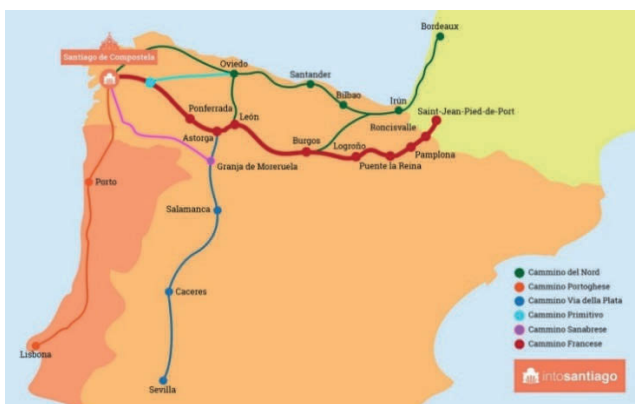 Bordeaux
Santiago de Compostela
Oviedo
Santander
Bilbao
Irún
Saint-Jean-Pied-de-Port
Ponferrada
León
Roncisvalle
Astorga
Burgos
Logroño
Pamplona
Puente la Reina
Granja de Moreruela
Porto
Salamanca
Caceres
Lisbona
Sevilla
Cammino del Nord
Cammino Portoghese
Cammino Via della Plata
Cammino Primitivo
Cammino Sanabrese
Cammino Francese
intosantiago